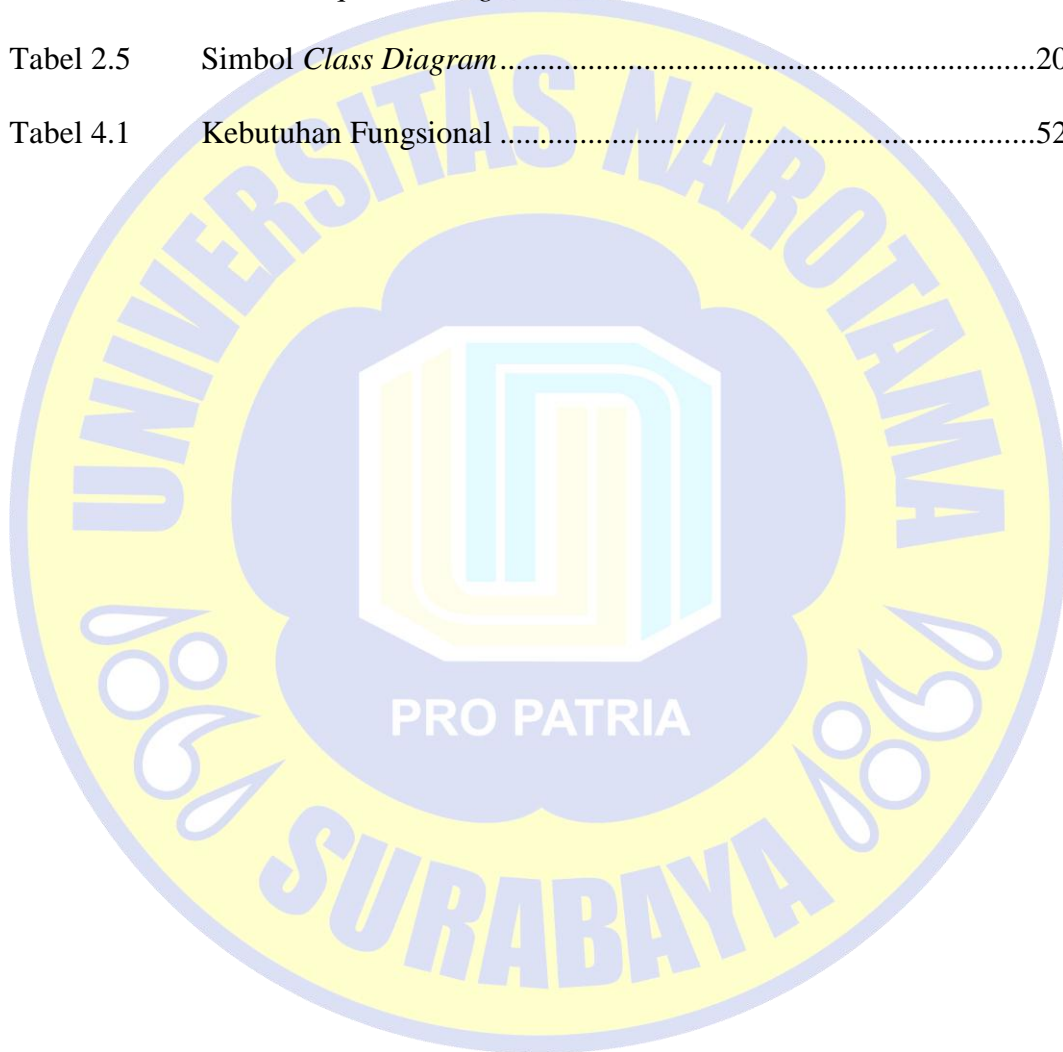 Tabel 2.5 Simbol Class Diagram.................................................................20
Tabel 4.1 Kebutuhan Fungsional .................................................................52
UNIVERSITAS NAROTAMA
PRO PATRIA
SURABAYA